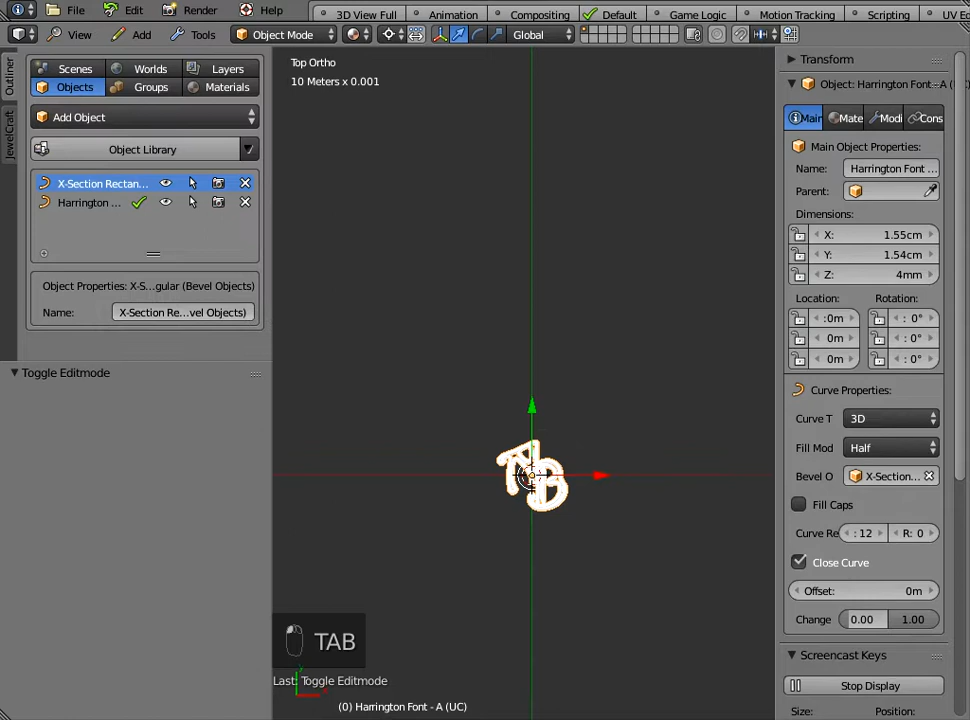 File Edit Render Help 3D View Full Animation Compositing Default Game Logic Motion Tracking Scripting UV Ec
View Add Tools Object Mode Global
Outliner
JewelCraft
Scenes Worlds Layers
Objects Groups Materials
Add Object
Object Library
X-Section Rectan...
Harrington ...
Object Properties: X-S...gular (Bevel Objects)
Name: X-Section Re...vel Objects)
Toggle Editmode
Top Ortho
10 Meters x 0.001
AB
TAB
Last: Toggle Editmode
(0) Harrington Font - A (UC)
Transform
Object: Harrington Font - A (UC
Main Mate Modi Cons
Main Object Properties:
Name: Harrington Font ...
Parent:
Dimensions:
X: 1.55cm
Y: 1.54cm
Z: 4mm
Location: Rotation:
:0m : 0°
0m : 0°
0m : 0°
Curve Properties:
Curve T 3D
Fill Mod Half
Bevel O X-Section...
Fill Caps
Curve Re : 12 R: 0
Close Curve
Offset: 0m
Change 0.00 1.00
Screencast Keys
Stop Display
Size: Position: